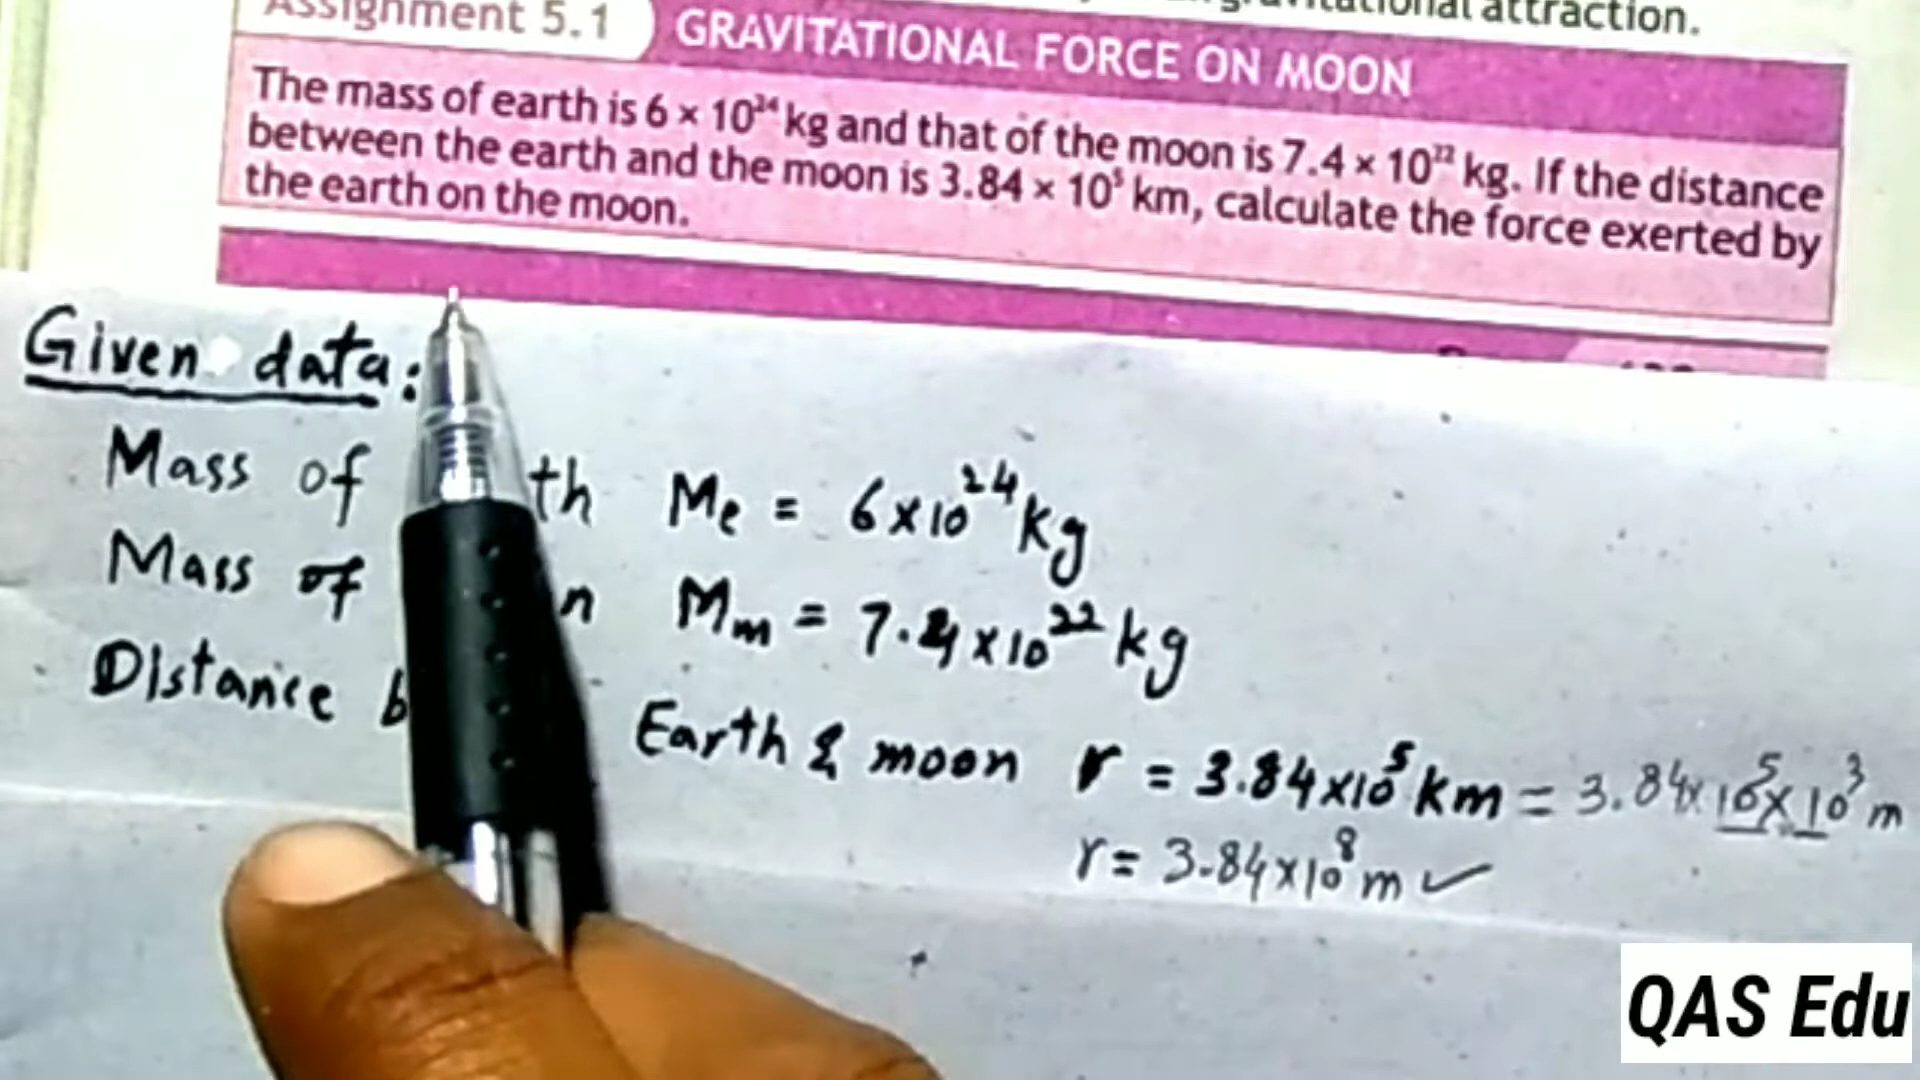 Assignment 5.1
gravitational attraction.
GRAVITATIONAL FORCE ON MOON
The mass of earth is 6 × 10²⁴ kg and that of the moon is 7.4 × 10²² kg. If the distance
between the earth and the moon is 3.84 × 10⁵ km, calculate the force exerted by
the earth on the moon.
Given data:
Mass of th Me = 6×10²⁴ kg
Mass of n Mm = 7.4×10²² kg
Distance b Earth & moon r = 3.84×10⁵ km = 3.84×10⁵×10³ m
r = 3.84×10⁸ m ✓
QAS Edu